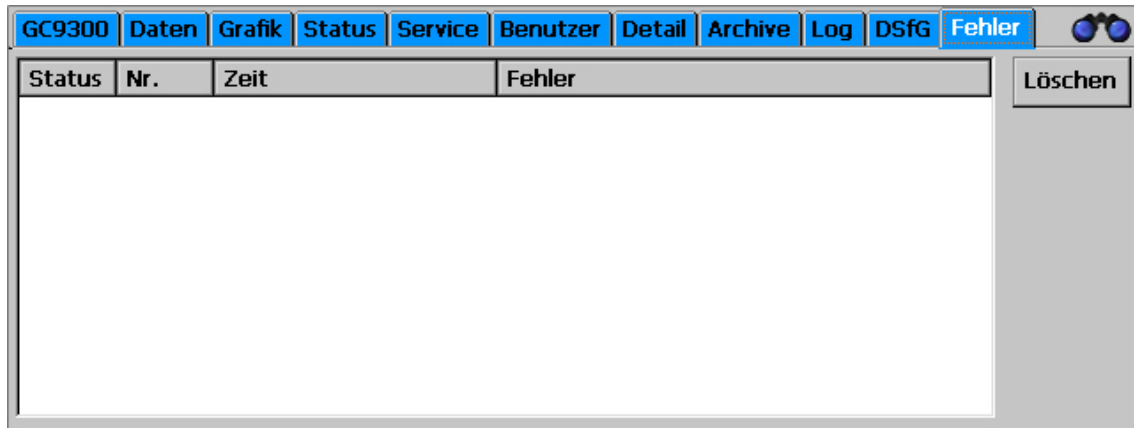 GC9300 Daten Grafik Status Service Benutzer Detail Archive Log DSfG Fehler
Status Nr. Zeit Fehler
Löschen